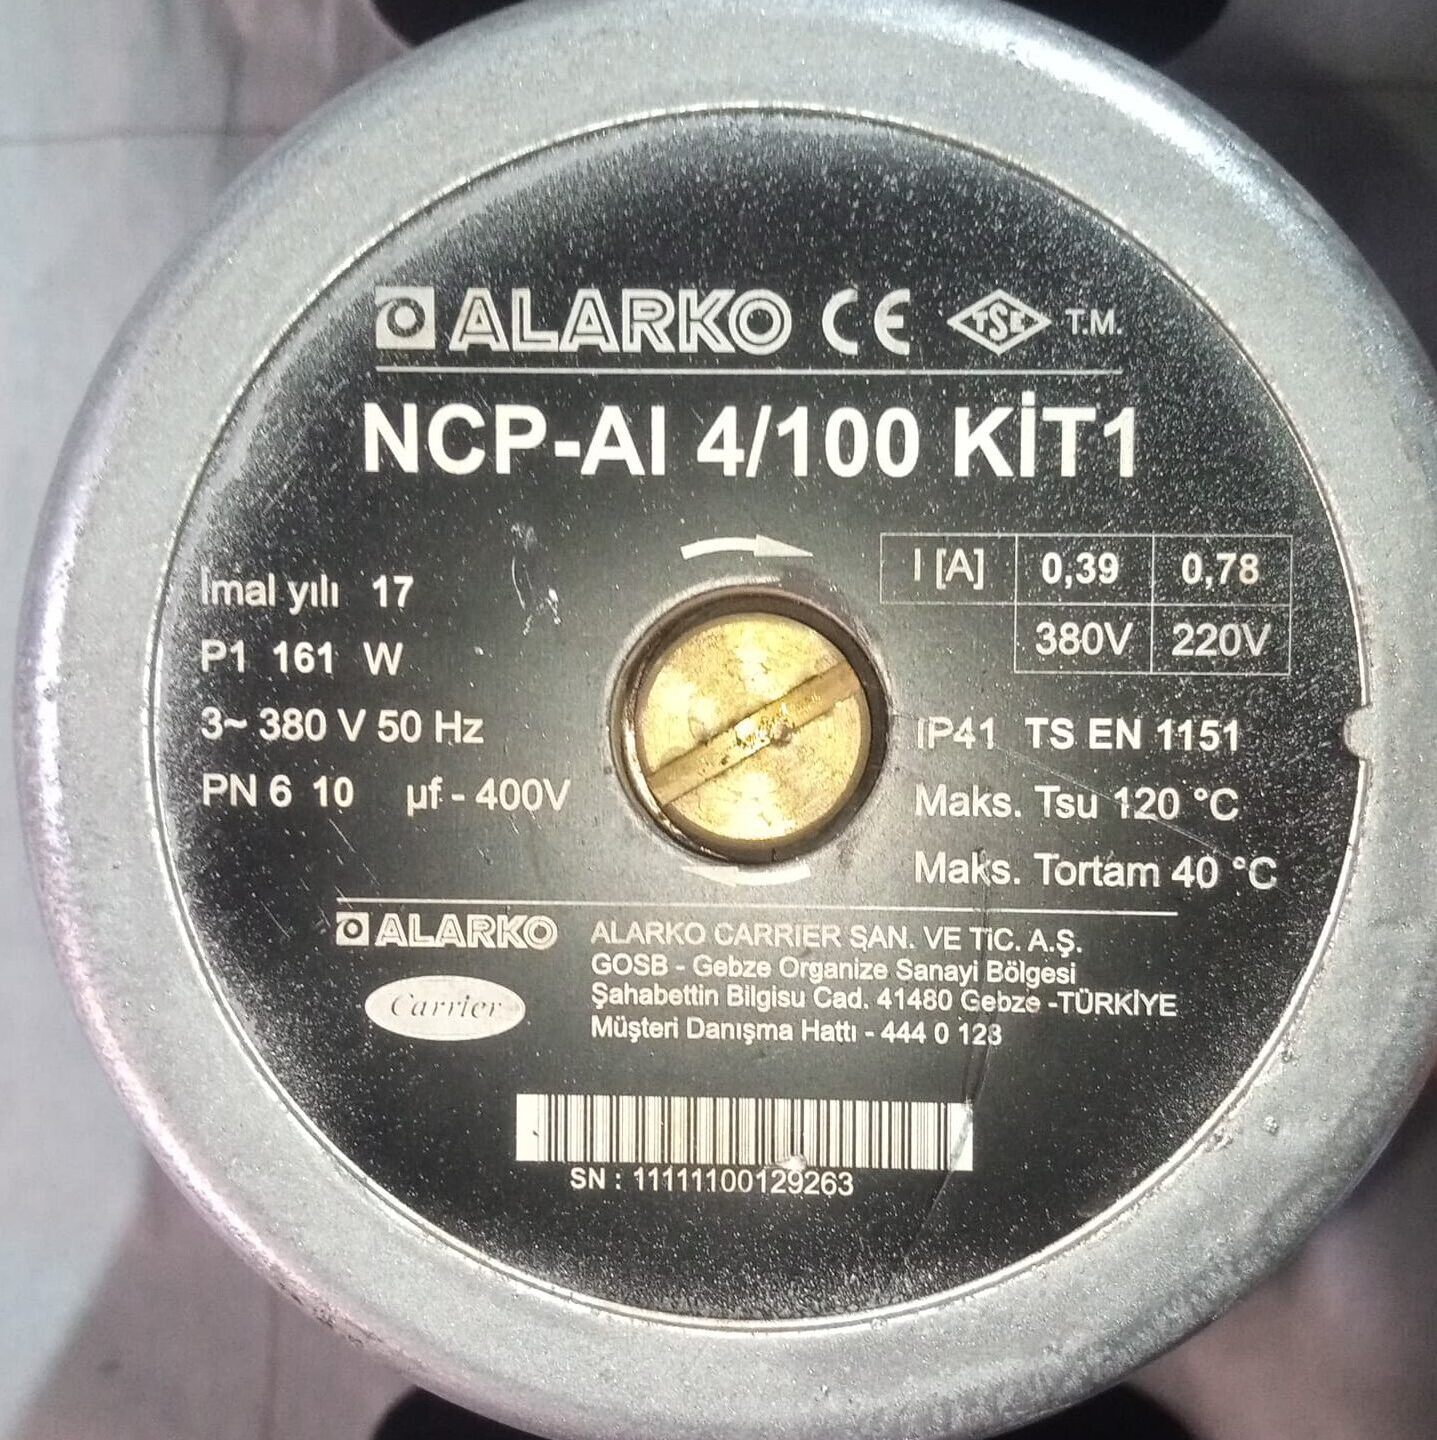 ALARKO CE TSE T.M.
NCP-AI 4/100 KİT1
İmal yılı 17
P1 161 W
3~ 380 V 50 Hz
PN 6 10 µf - 400V
I [A] 0,39 0,78
380V 220V
IP41 TS EN 1151
Maks. Tsu 120 °C
Maks. Tortam 40 °C
ALARKO
Carrier
ALARKO CARRIER SAN. VE TİC. A.Ş.
GOSB - Gebze Organize Sanayi Bölgesi
Şahabettin Bilgisu Cad. 41480 Gebze -TÜRKİYE
Müşteri Danışma Hattı - 444 0 123
SN : 11111100129263